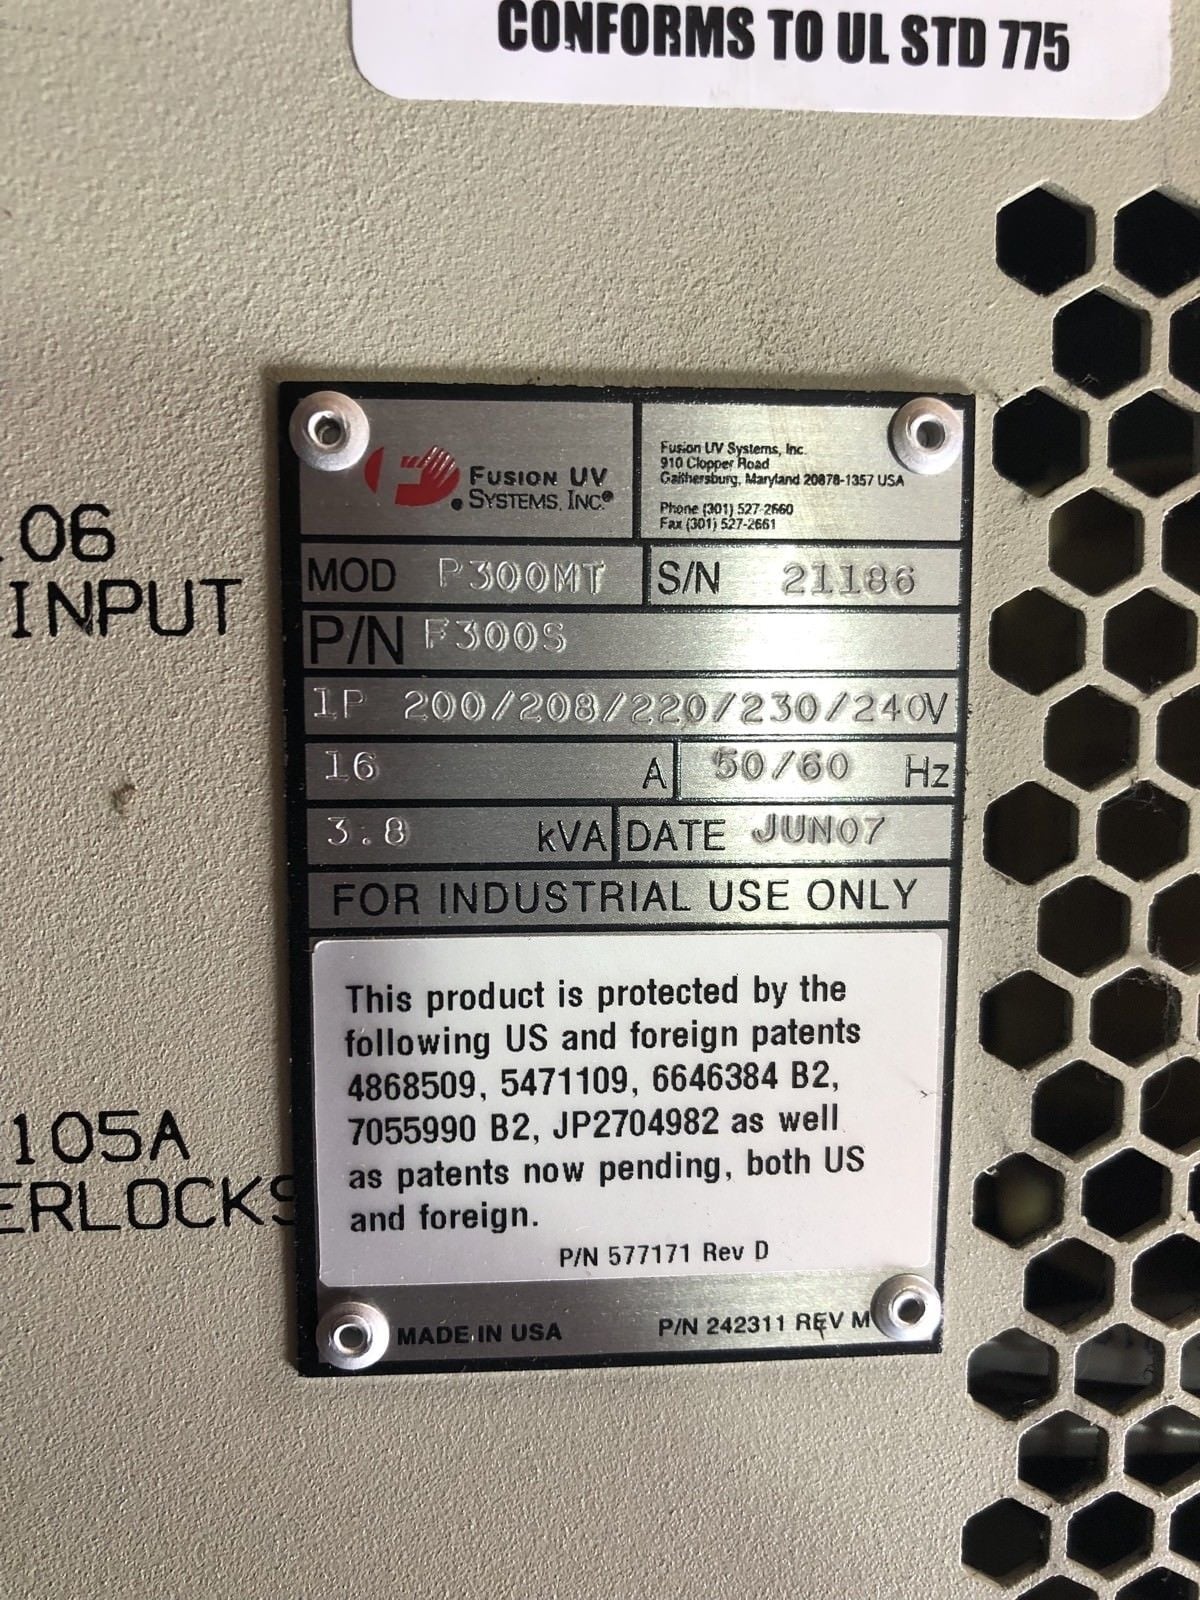 CONFORMS TO UL STD 775
FUSION UV
SYSTEMS, INC.®
Fusion UV Systems, Inc.
910 Clopper Road
Gaithersburg, Maryland 20878-1357 USA
Phone (301) 527-2660
Fax (301) 527-2661
MOD P300MT S/N 21186
P/N F300S
1P 200/208/220/230/240V
16 A 50/60 Hz
3.8 kVA DATE JUN07
FOR INDUSTRIAL USE ONLY
This product is protected by the
following US and foreign patents
4868509, 5471109, 6646384 B2,
7055990 B2, JP2704982 as well
as patents now pending, both US
and foreign.
P/N 577171 Rev D
MADE IN USA P/N 242311 REV M
106
INPUT
105A
ERLOCKS